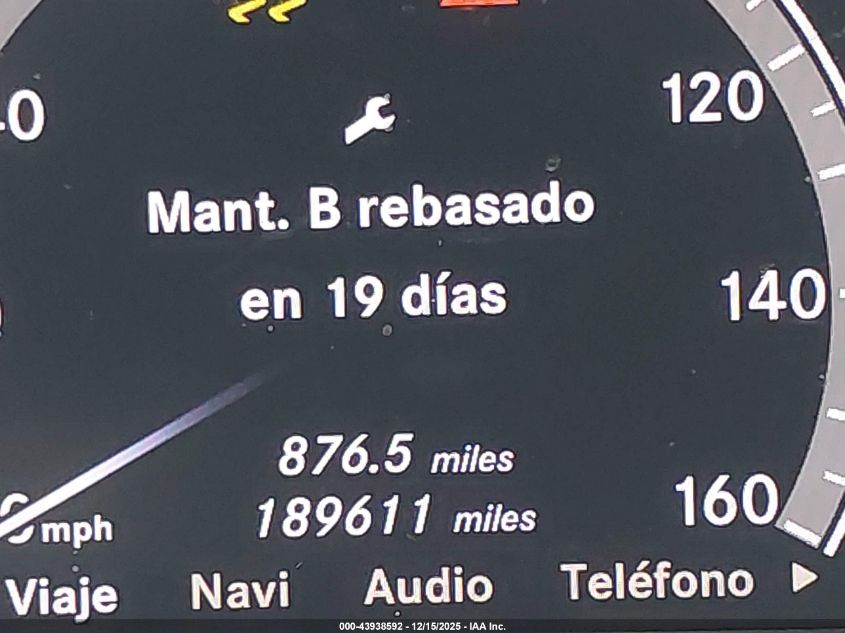 120
Mant. B rebasado
en 19 días
140
876.5 miles
160
189611 miles
mph
Viaje Navi Audio Teléfono
000-43938592 - 12/15/2025 - IAA Inc.